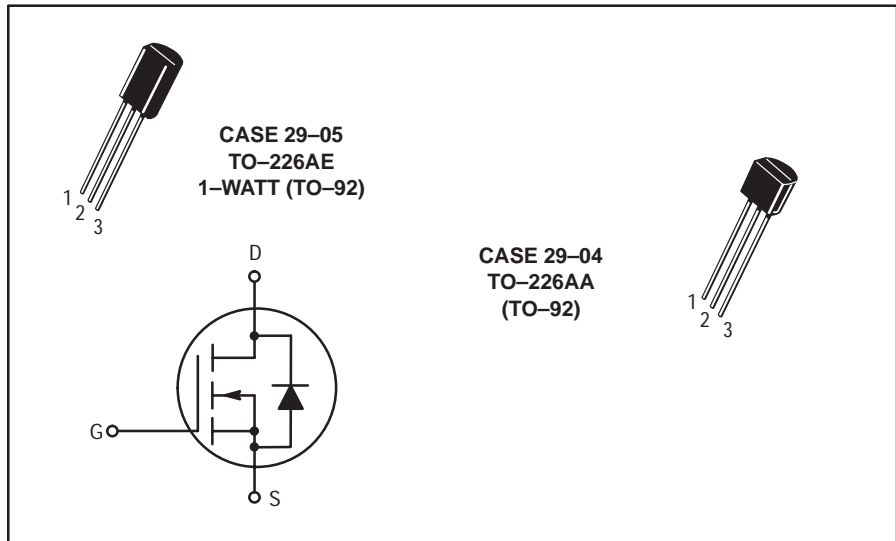 CASE 29–05
TO–226AE
1–WATT (TO–92)
1
2
3
CASE 29–04
TO–226AA
(TO–92)
1
2
3
D
G
S